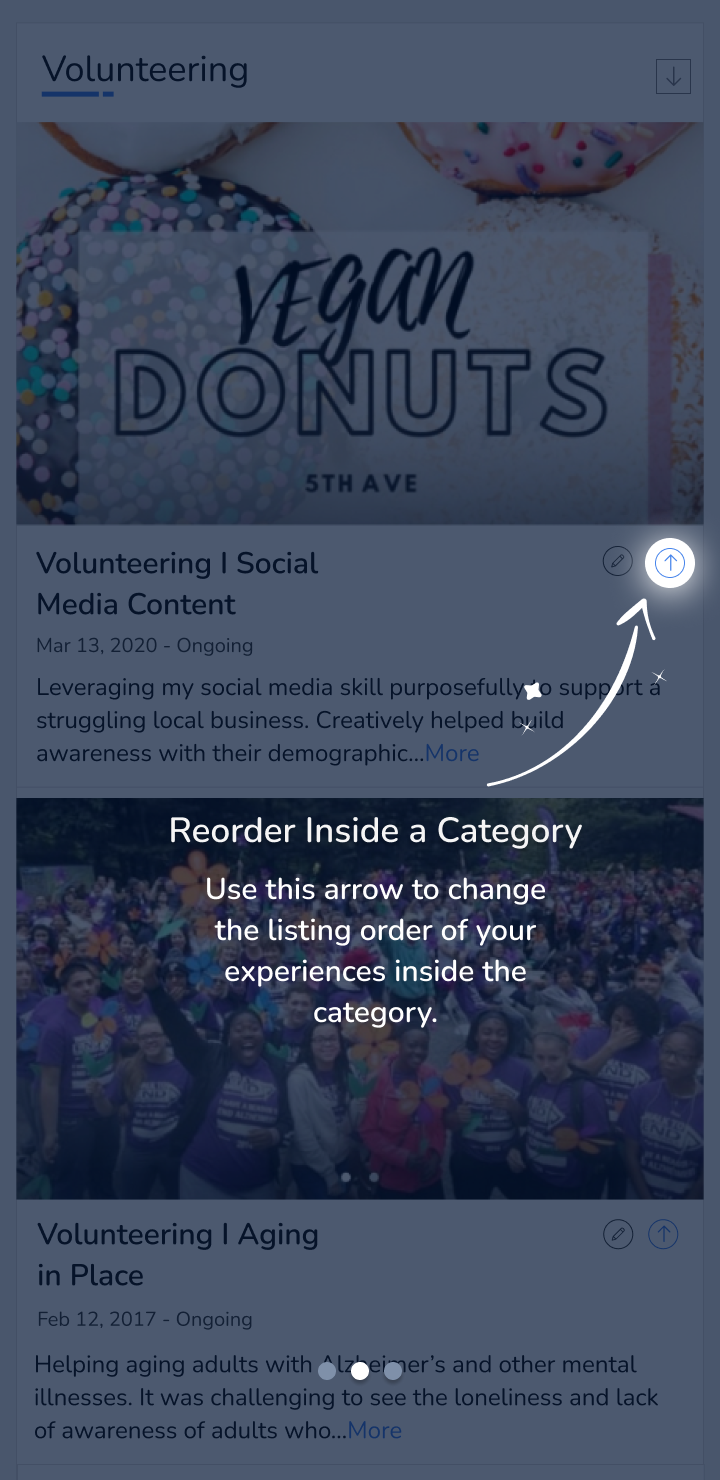 Volunteering
VEGAN
DONUTS
5TH AVE
Volunteering I Social
Media Content
Mar 13, 2020 - Ongoing
Leveraging my social media skill purposefully to support a
struggling local business. Creatively helped build
awareness with their demographic...More
Reorder Inside a Category
Use this arrow to change
the listing order of your
experiences inside the
category.
Volunteering I Aging
in Place
Feb 12, 2017 - Ongoing
Helping aging adults with Alzheimer's and other mental
illnesses. It was challenging to see the loneliness and lack
of awareness of adults who...More